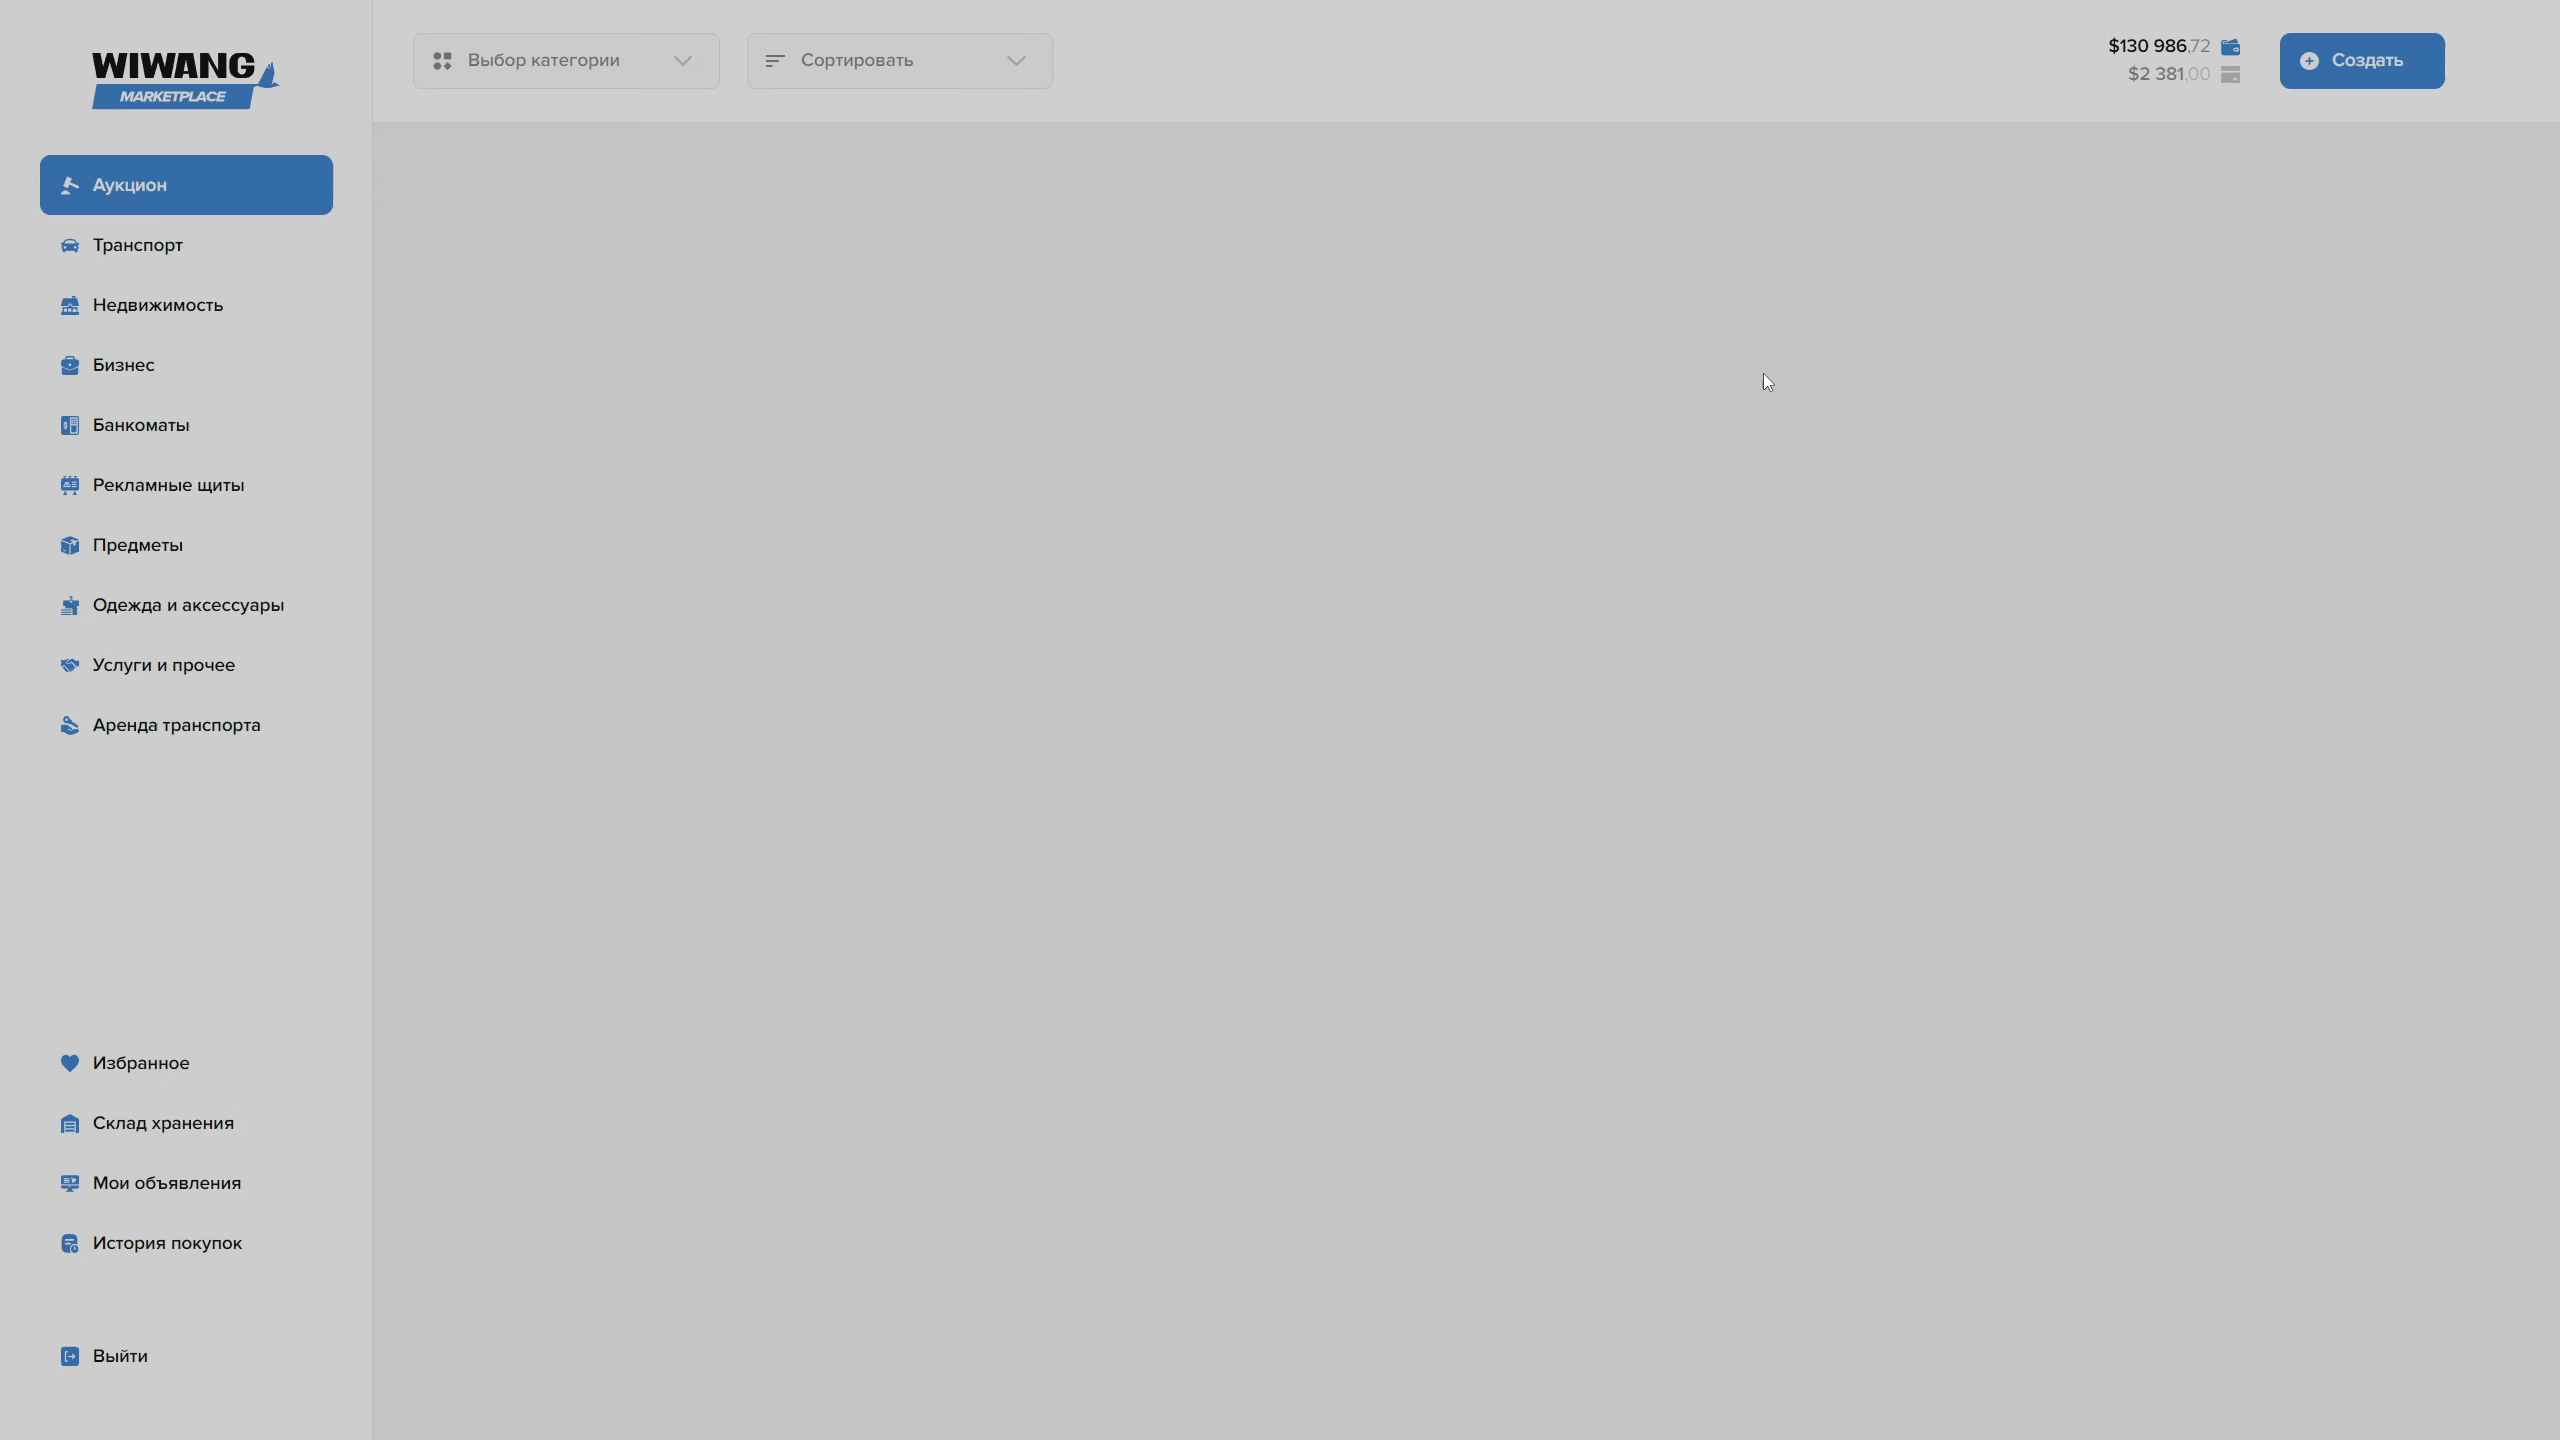 WIWANG
MARKETPLACE
Выбор категории
Сортировать
$130 986,72
$2 381,00
Создать
Аукцион
Транспорт
Недвижимость
Бизнес
Банкоматы
Рекламные щиты
Предметы
Одежда и аксессуары
Услуги и прочее
Аренда транспорта
Избранное
Склад хранения
Мои объявления
История покупок
Выйти